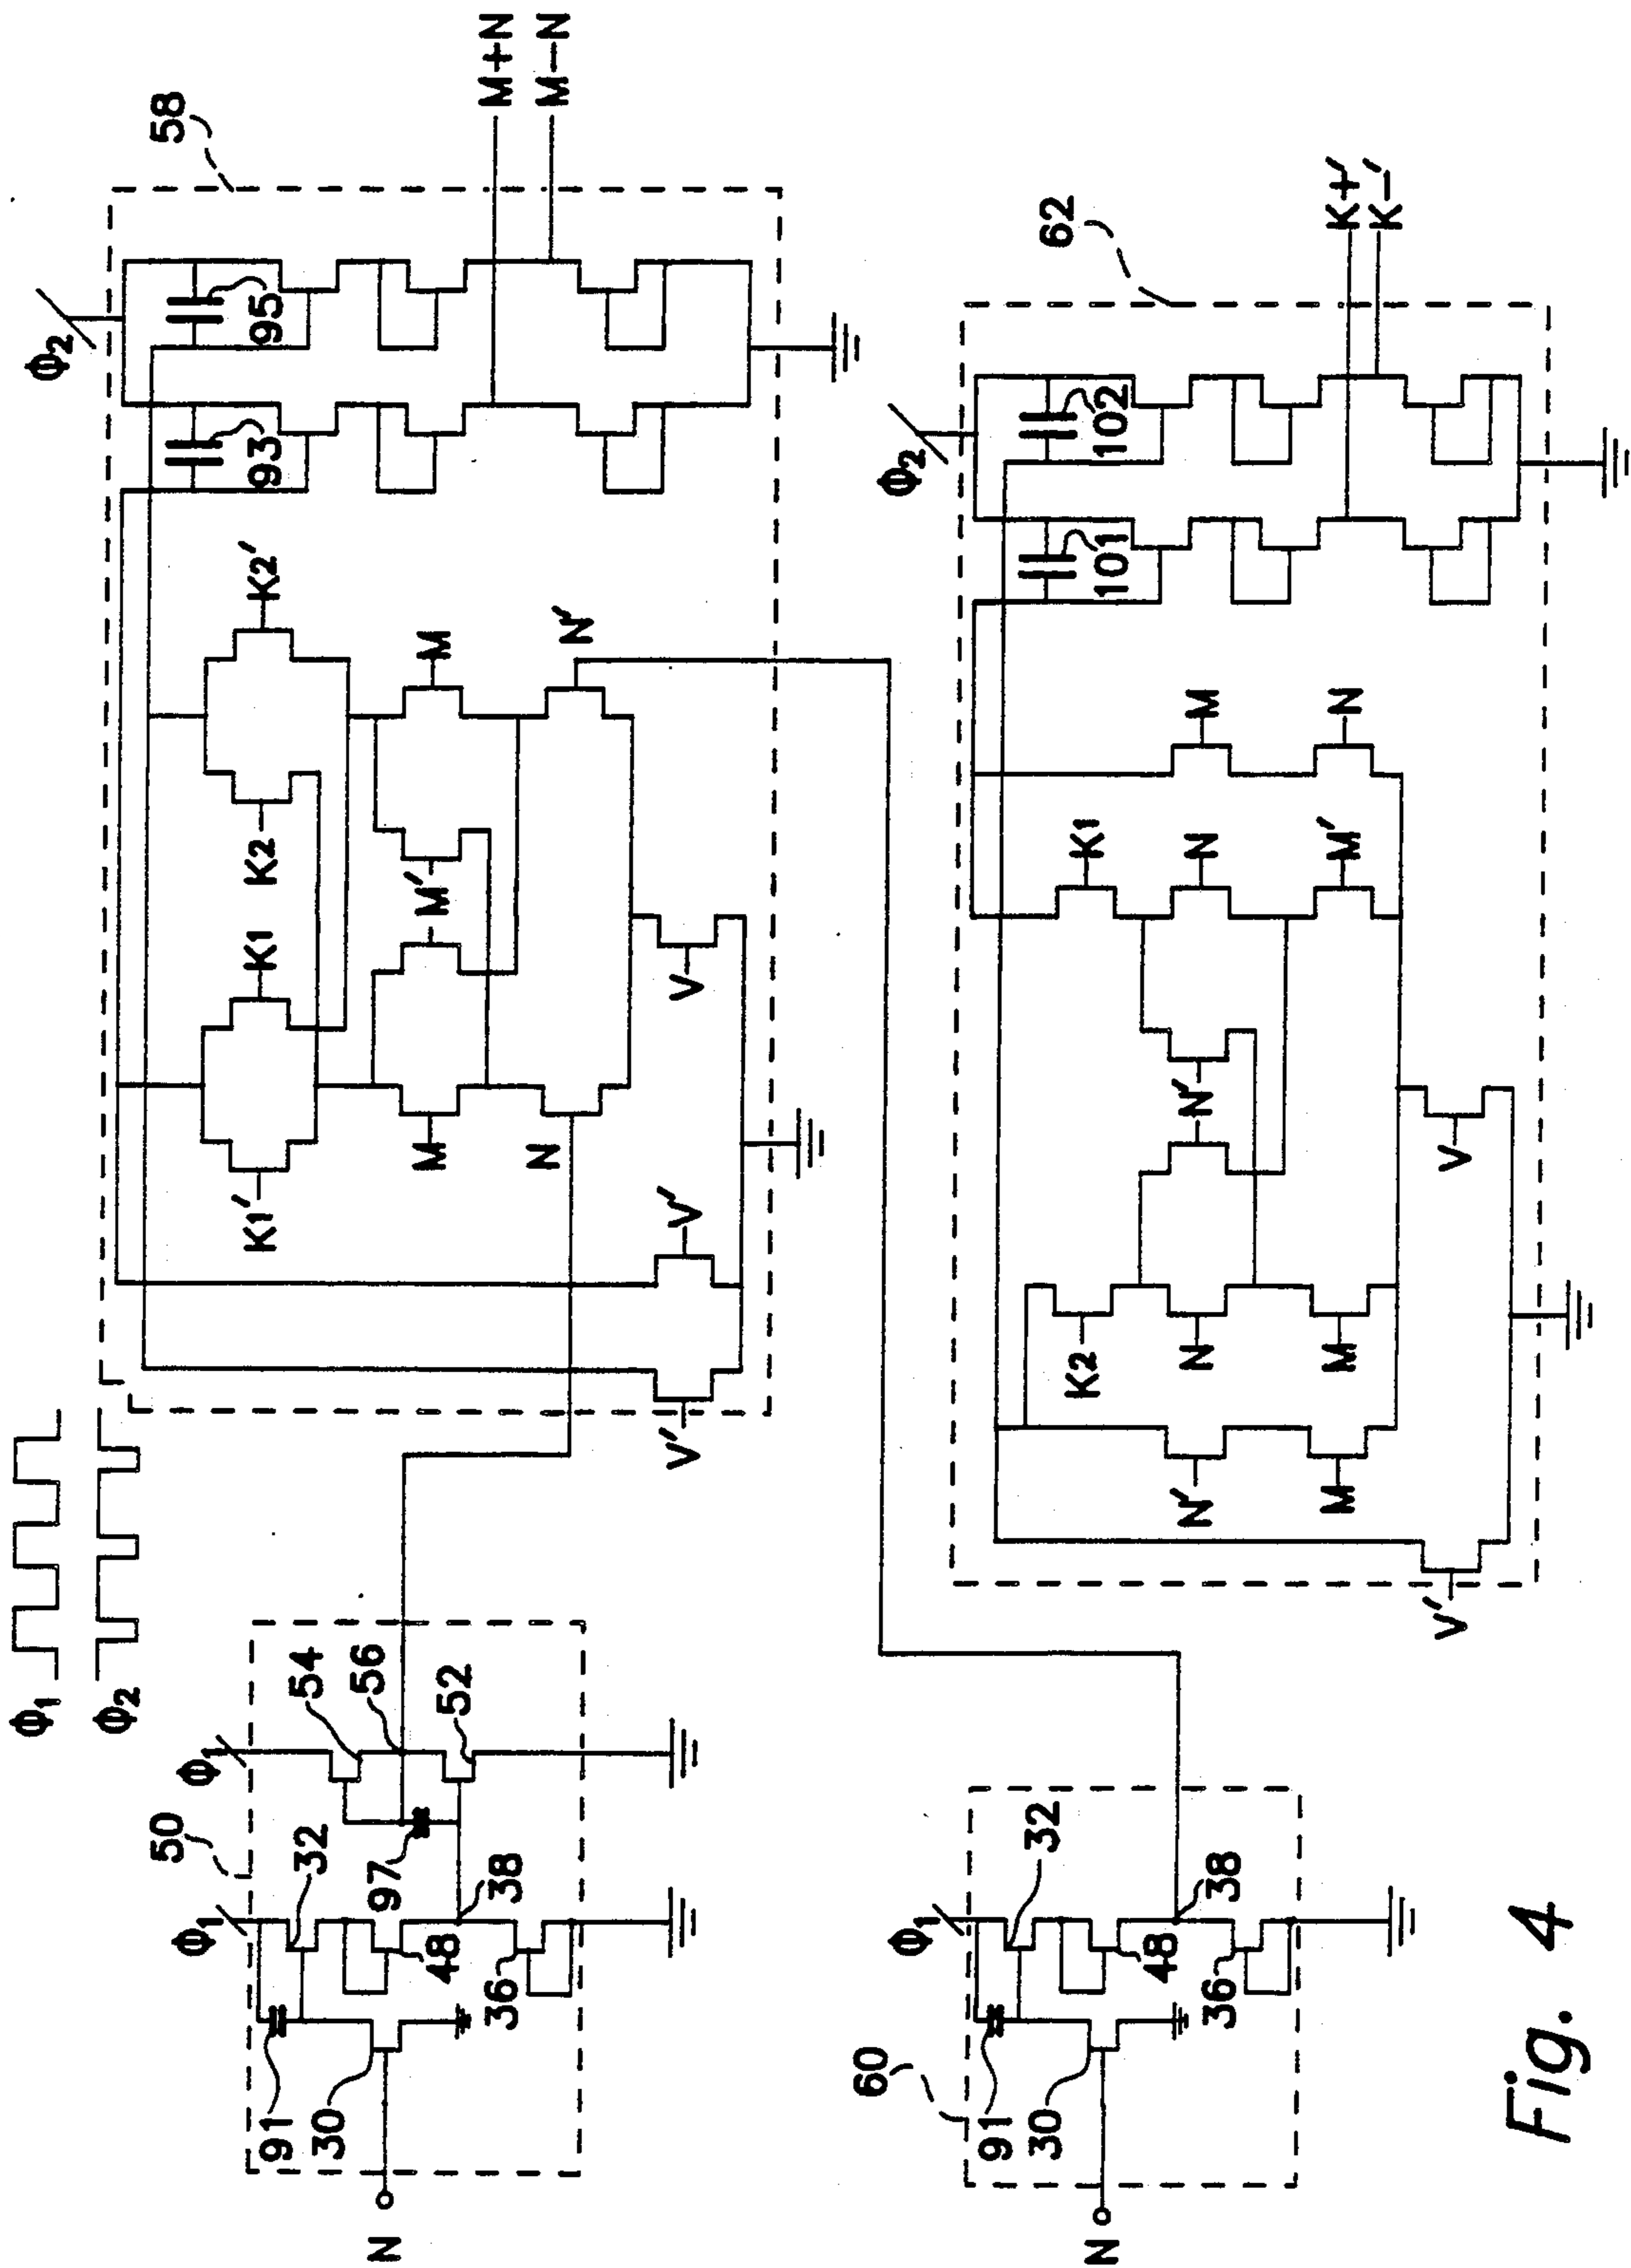 Φ1
Φ2
50
Φ1
Φ1
91
32
54
30
97
56
48
52
36
38
N
58
Φ2
93
95
K1'
K1
K2
K2'
M
M'
M
N
N'
V'
V'
V
M+N
M−N
60
Φ1
91
32
30
48
38
36
N
62
Φ2
101
102
K2
K1
N'
N
N'
N
M
M
M
M'
N
V'
V
K+'
K−'
Fig. 4